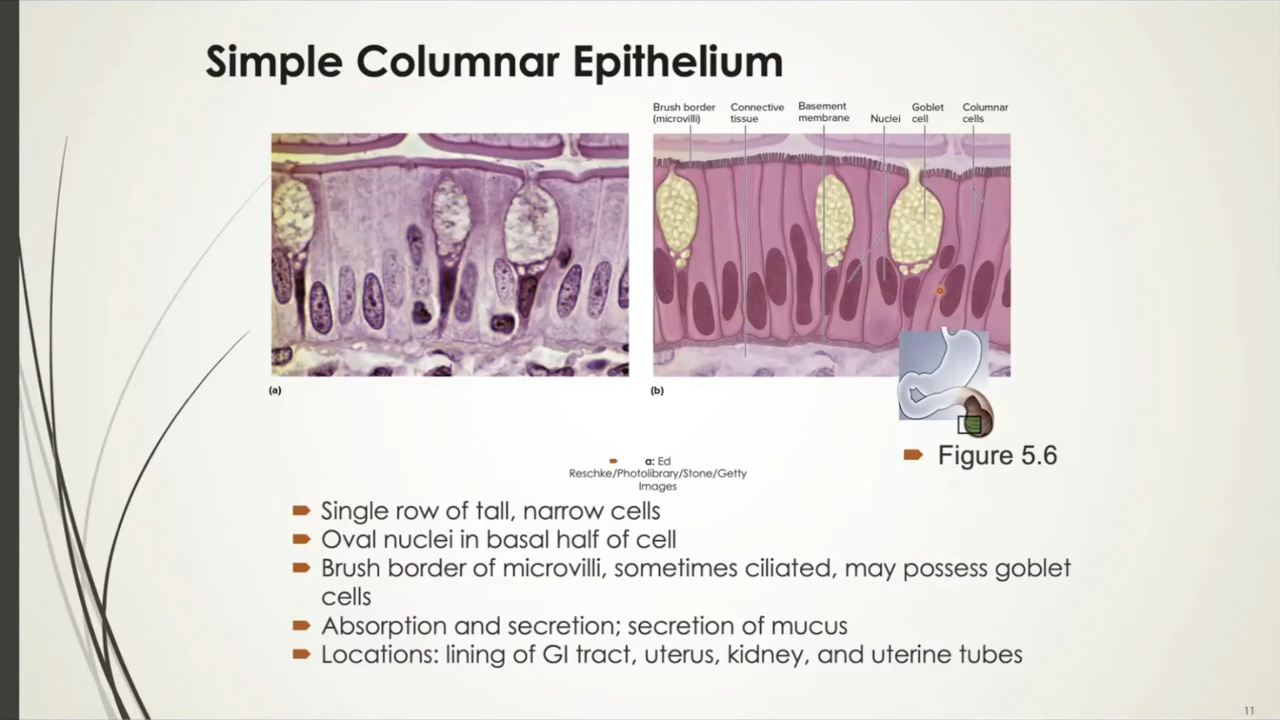 Simple Columnar Epithelium
Brush border
(microvilli)
Connective
tissue
Basement
membrane
Nuclei
Goblet
cell
Columnar
cells
(a)
(b)
Figure 5.6
a: Ed
Reschke/Photolibrary/Stone/Getty
Images
Single row of tall, narrow cells
Oval nuclei in basal half of cell
Brush border of microvilli, sometimes ciliated, may possess goblet
cells
Absorption and secretion; secretion of mucus
Locations: lining of GI tract, uterus, kidney, and uterine tubes
11